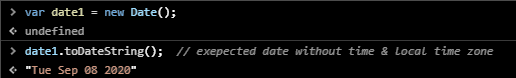 > var date1 = new Date();
< undefined
> date1.toDateString();  // exepected date without time & local time zone
< "Tue Sep 08 2020"